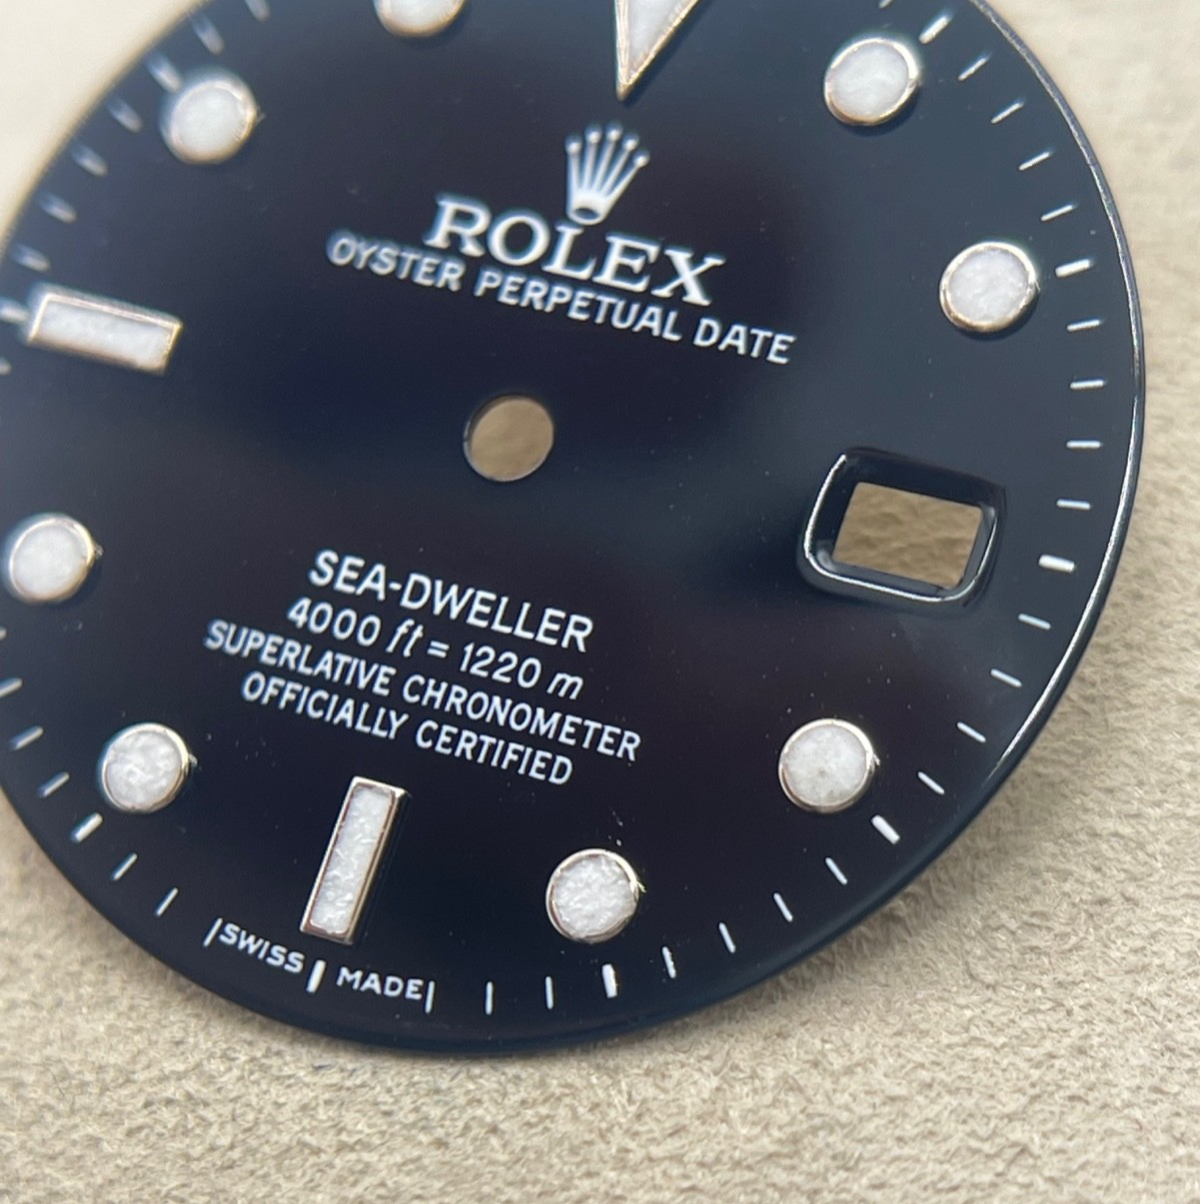 ROLEX
OYSTER PERPETUAL DATE
SEA-DWELLER
4000 ft = 1220 m
SUPERLATIVE CHRONOMETER
OFFICIALLY CERTIFIED
SWISS MADE